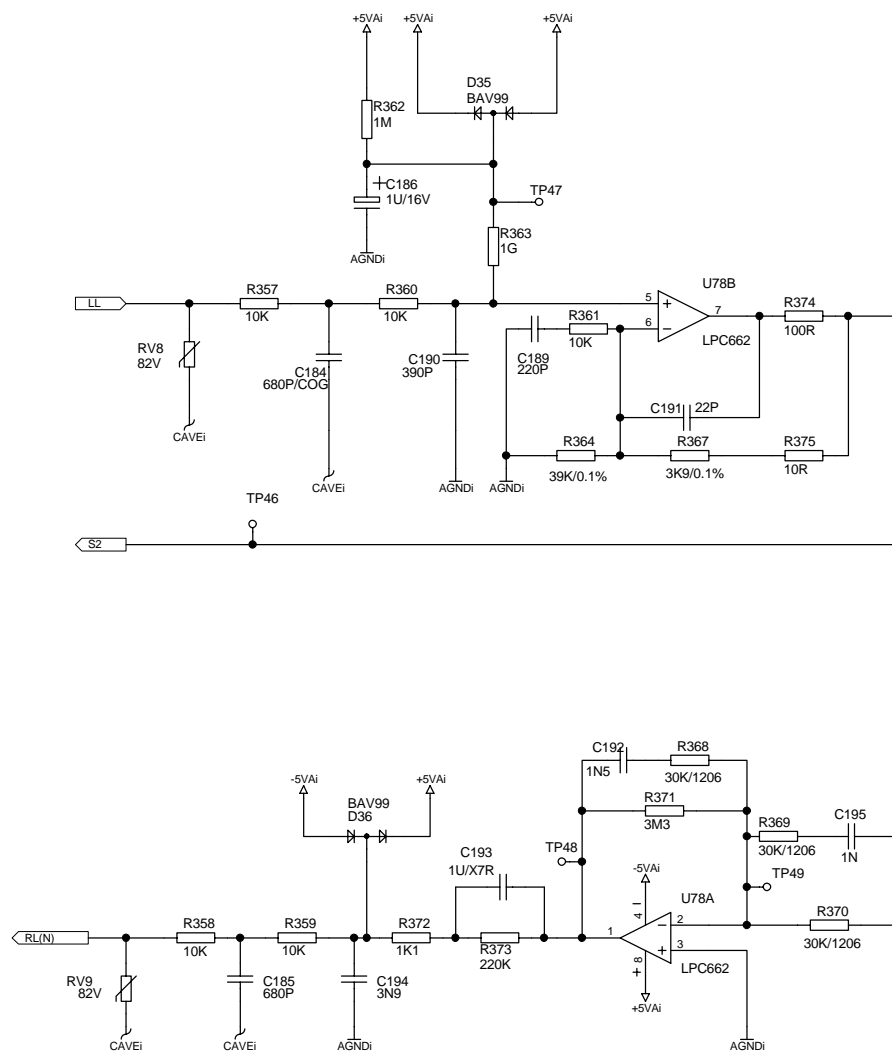 +5VAi
+5VAi
+5VAi
D35
BAV99
R362
1M
+
C186
1U/16V
AGNDi
TP47
R363
1G
LL
R357
10K
R360
10K
RV8
82V
CAVEi
C184
680P/COG
CAVEi
C190
390P
AGNDi
C189
220P
R361
10K
AGNDi
5
6
7
+
−
U78B
LPC662
R374
100R
C191
22P
R364
39K/0.1%
R367
3K9/0.1%
R375
10R
TP46
S2
C192
1N5
R368
30K/1206
R371
3M3
R369
30K/1206
C195
1N
-5VAi
+5VAi
BAV99
D36
C193
1U/X7R
TP48
TP49
-5VAi
4
−
U78A
RL(N)
R358
10K
R359
10K
R372
1K1
R373
220K
1
2
3
−
+
+
8
LPC662
R370
30K/1206
RV9
82V
C185
680P
C194
3N9
+5VAi
CAVEi
CAVEi
AGNDi
AGNDi